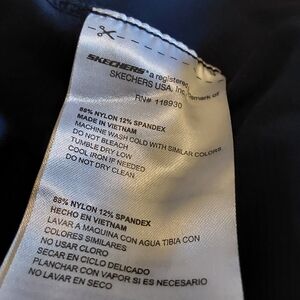 SKECHERS® a registered
SKECHERS USA, Inc.
RN# 116930
88% NYLON 12% SPANDEX
MADE IN VIETNAM
MACHINE WASH COLD WITH SIMILAR COLORS
DO NOT BLEACH
TUMBLE DRY LOW
COOL IRON IF NEEDED
DO NOT DRY CLEAN
88% NYLON 12% SPANDEX
HECHO EN VIETNAM
LAVAR A MAQUINA CON AGUA TIBIA CON
COLORES SIMILARES
NO USAR CLORO
SECAR EN CICLO DELICADO
PLANCHAR CON VAPOR SI ES NECESARIO
NO LAVAR EN SECO